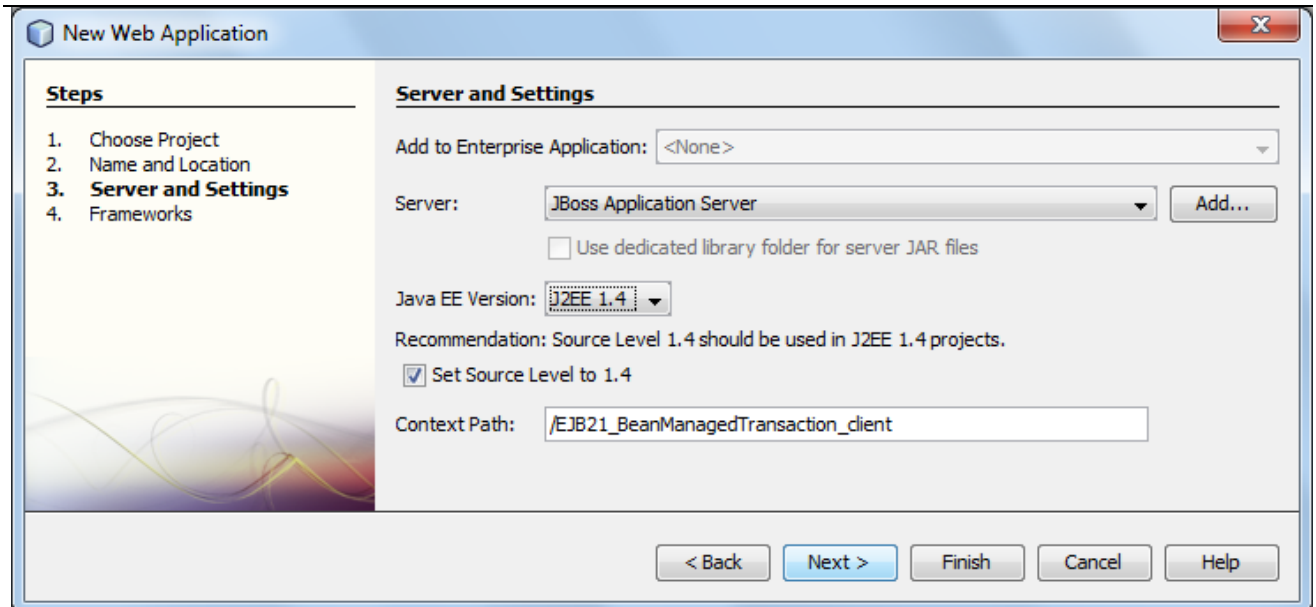 New Web Application
Steps
1. Choose Project
2. Name and Location
3. Server and Settings
4. Frameworks
Server and Settings
Add to Enterprise Application: <None>
Server: JBoss Application Server Add...
Use dedicated library folder for server JAR files
Java EE Version: J2EE 1.4
Recommendation: Source Level 1.4 should be used in J2EE 1.4 projects.
Set Source Level to 1.4
Context Path: /EJB21_BeanManagedTransaction_client
< Back Next > Finish Cancel Help